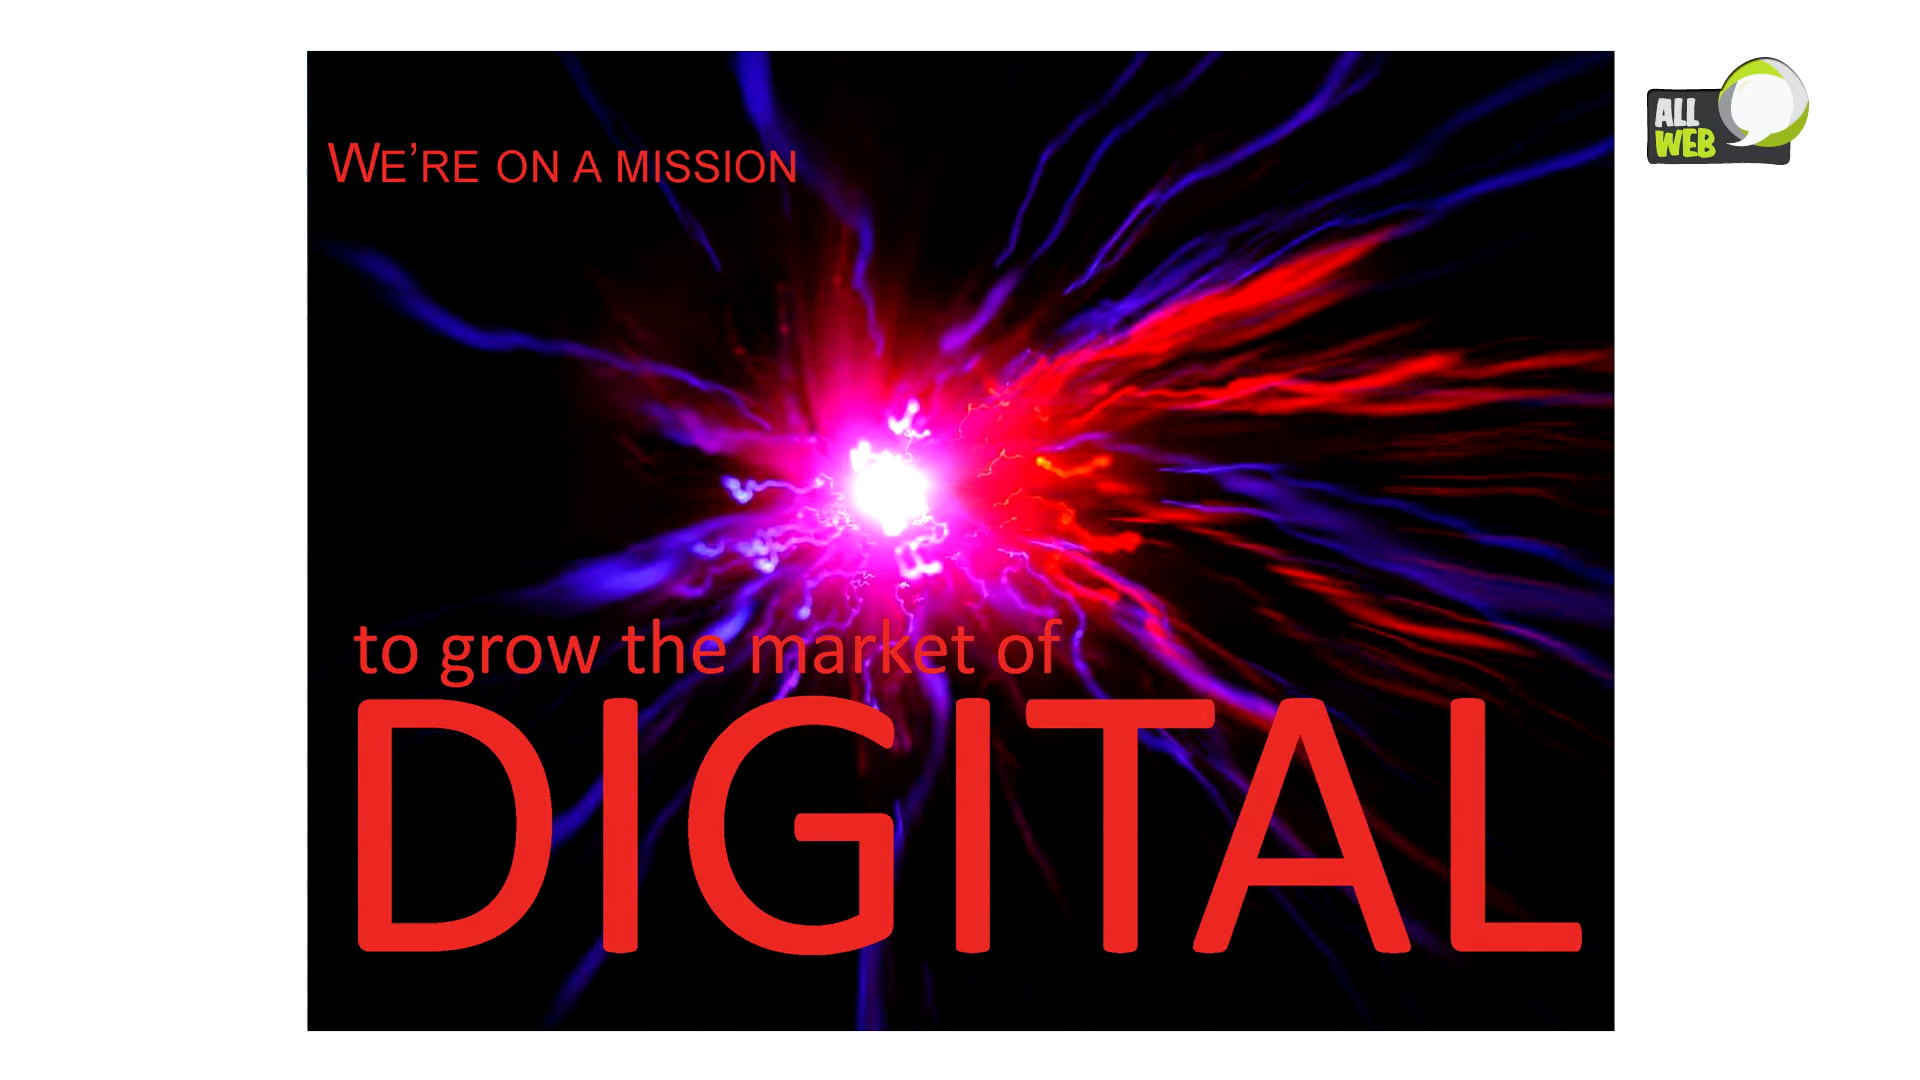 WE'RE ON A MISSION
ALL
WEB
to grow the market of
DIGITAL